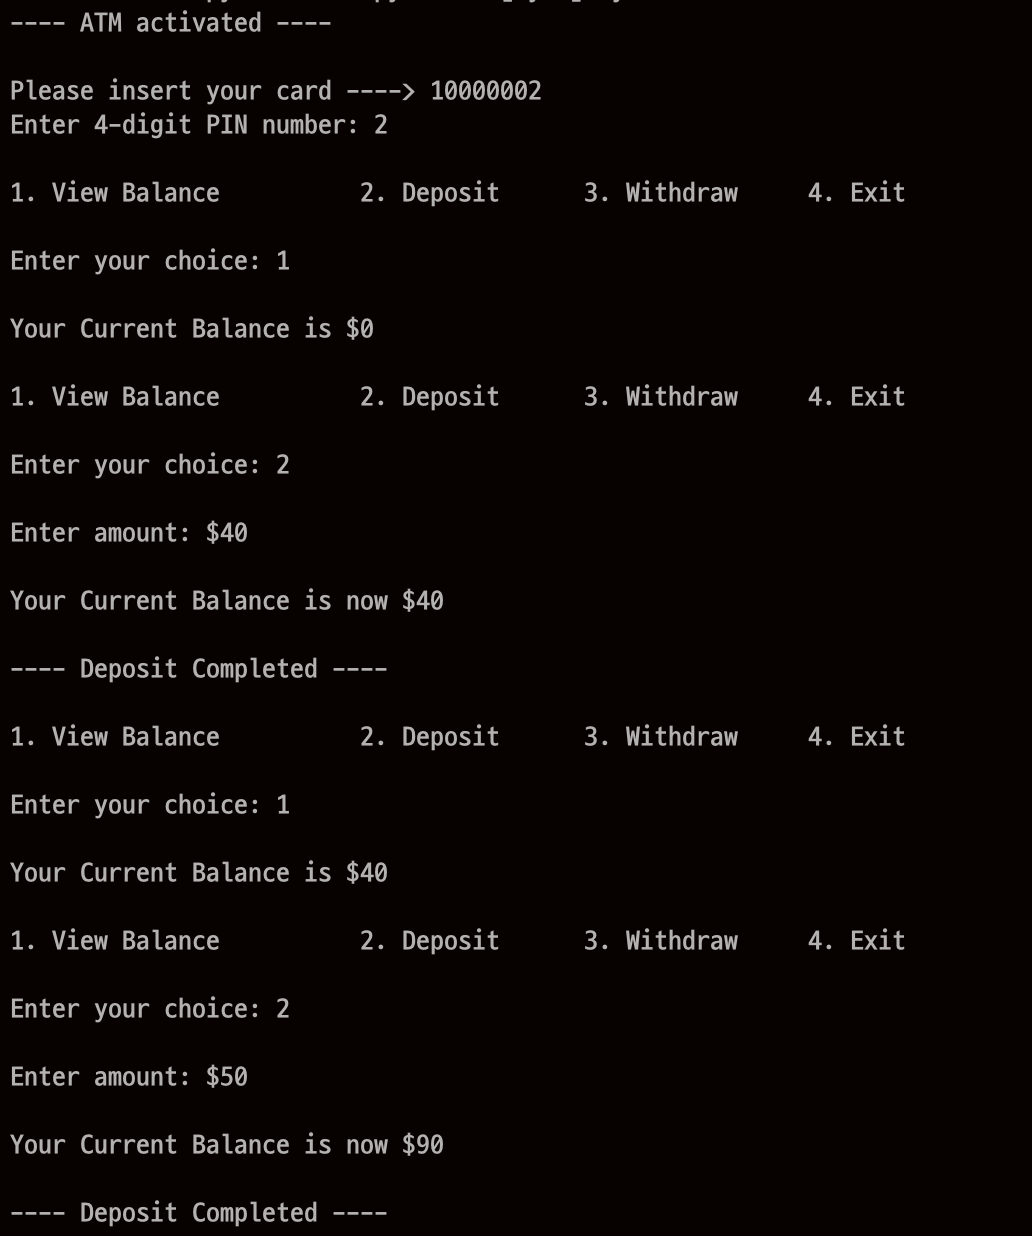 ---- ATM activated ----
Please insert your card ----> 10000002
Enter 4-digit PIN number: 2
1. View Balance          2. Deposit      3. Withdraw     4. Exit
Enter your choice: 1
Your Current Balance is $0
1. View Balance          2. Deposit      3. Withdraw     4. Exit
Enter your choice: 2
Enter amount: $40
Your Current Balance is now $40
---- Deposit Completed ----
1. View Balance          2. Deposit      3. Withdraw     4. Exit
Enter your choice: 1
Your Current Balance is $40
1. View Balance          2. Deposit      3. Withdraw     4. Exit
Enter your choice: 2
Enter amount: $50
Your Current Balance is now $90
---- Deposit Completed ----